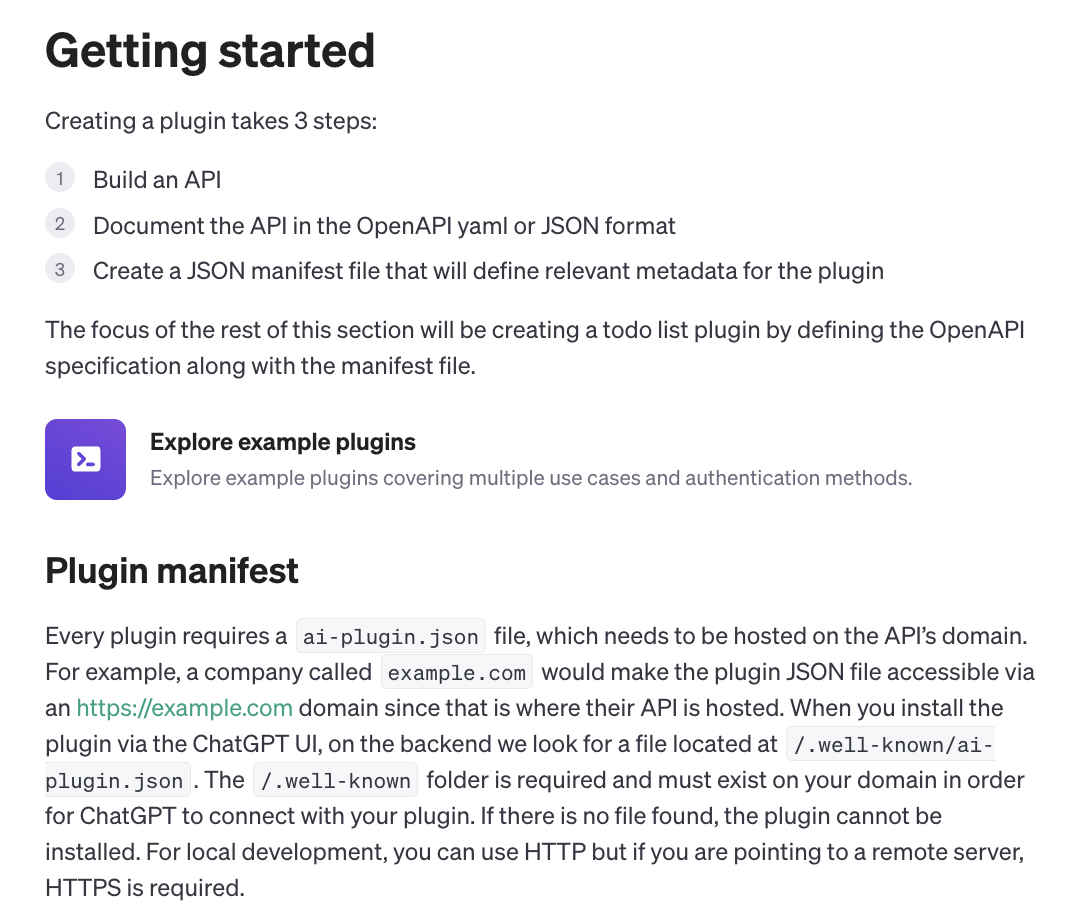 Getting started
Creating a plugin takes 3 steps:
1 Build an API
2 Document the API in the OpenAPI yaml or JSON format
3 Create a JSON manifest file that will define relevant metadata for the plugin
The focus of the rest of this section will be creating a todo list plugin by defining the OpenAPI
specification along with the manifest file.
Explore example plugins
Explore example plugins covering multiple use cases and authentication methods.
Plugin manifest
Every plugin requires a ai-plugin.json file, which needs to be hosted on the API’s domain.
For example, a company called example.com would make the plugin JSON file accessible via
an https://example.com domain since that is where their API is hosted. When you install the
plugin via the ChatGPT UI, on the backend we look for a file located at /.well-known/ai-
plugin.json. The /.well-known folder is required and must exist on your domain in order
for ChatGPT to connect with your plugin. If there is no file found, the plugin cannot be
installed. For local development, you can use HTTP but if you are pointing to a remote server,
HTTPS is required.